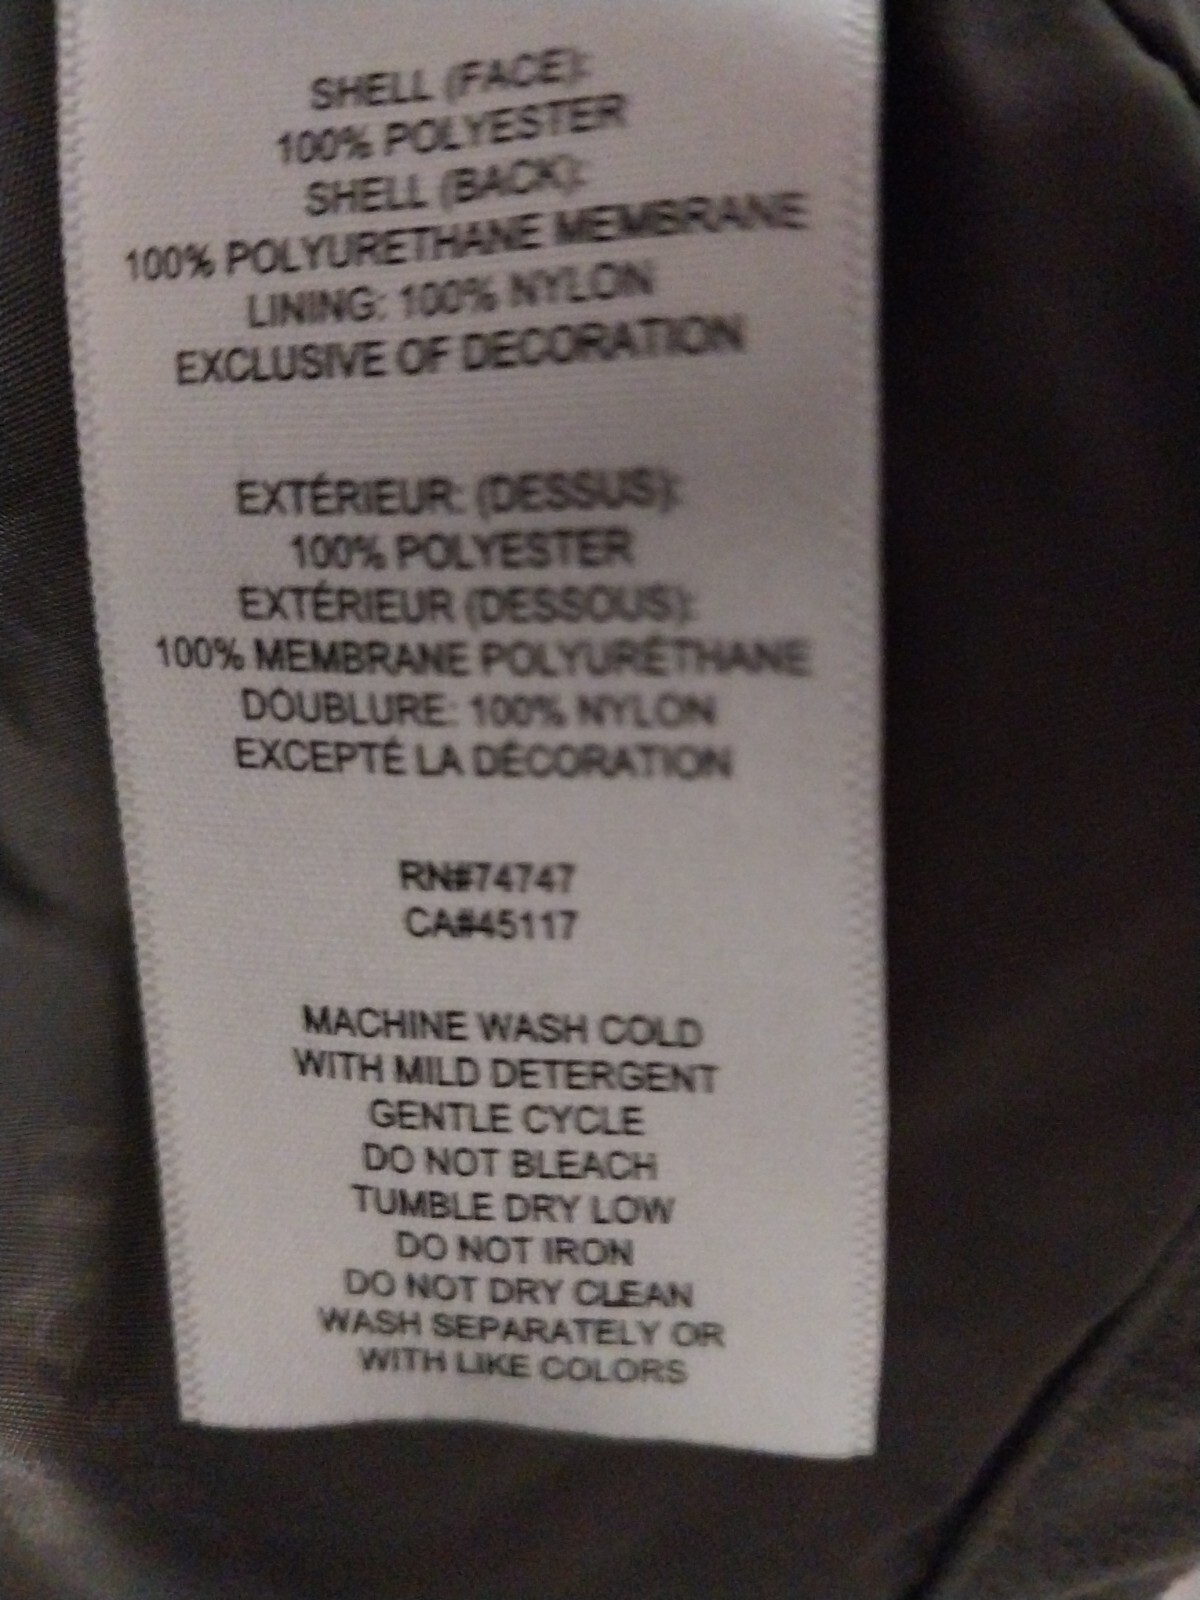 SHELL (FACE):
100% POLYESTER
SHELL (BACK):
100% POLYURETHANE MEMBRANE
LINING: 100% NYLON
EXCLUSIVE OF DECORATION
EXTÉRIEUR: (DESSUS):
100% POLYESTER
EXTÉRIEUR (DESSOUS):
100% MEMBRANE POLYURÉTHANE
DOUBLURE: 100% NYLON
EXCEPTÉ LA DÉCORATION
RN#74747
CA#45117
MACHINE WASH COLD
WITH MILD DETERGENT
GENTLE CYCLE
DO NOT BLEACH
TUMBLE DRY LOW
DO NOT IRON
DO NOT DRY CLEAN
WASH SEPARATELY OR
WITH LIKE COLORS